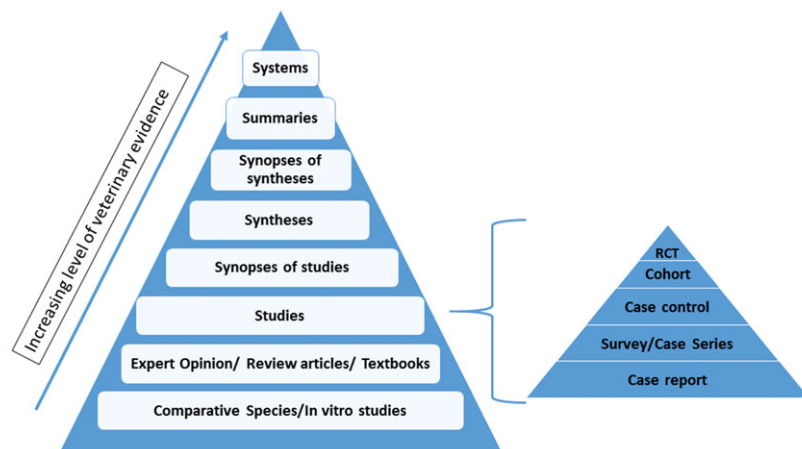 Increasing level of veterinary evidence
Systems
Summaries
Synopses of
syntheses
Syntheses
Synopses of studies
Studies
Expert Opinion/ Review articles/ Textbooks
Comparative Species/In vitro studies
RCT
Cohort
Case control
Survey/Case Series
Case report